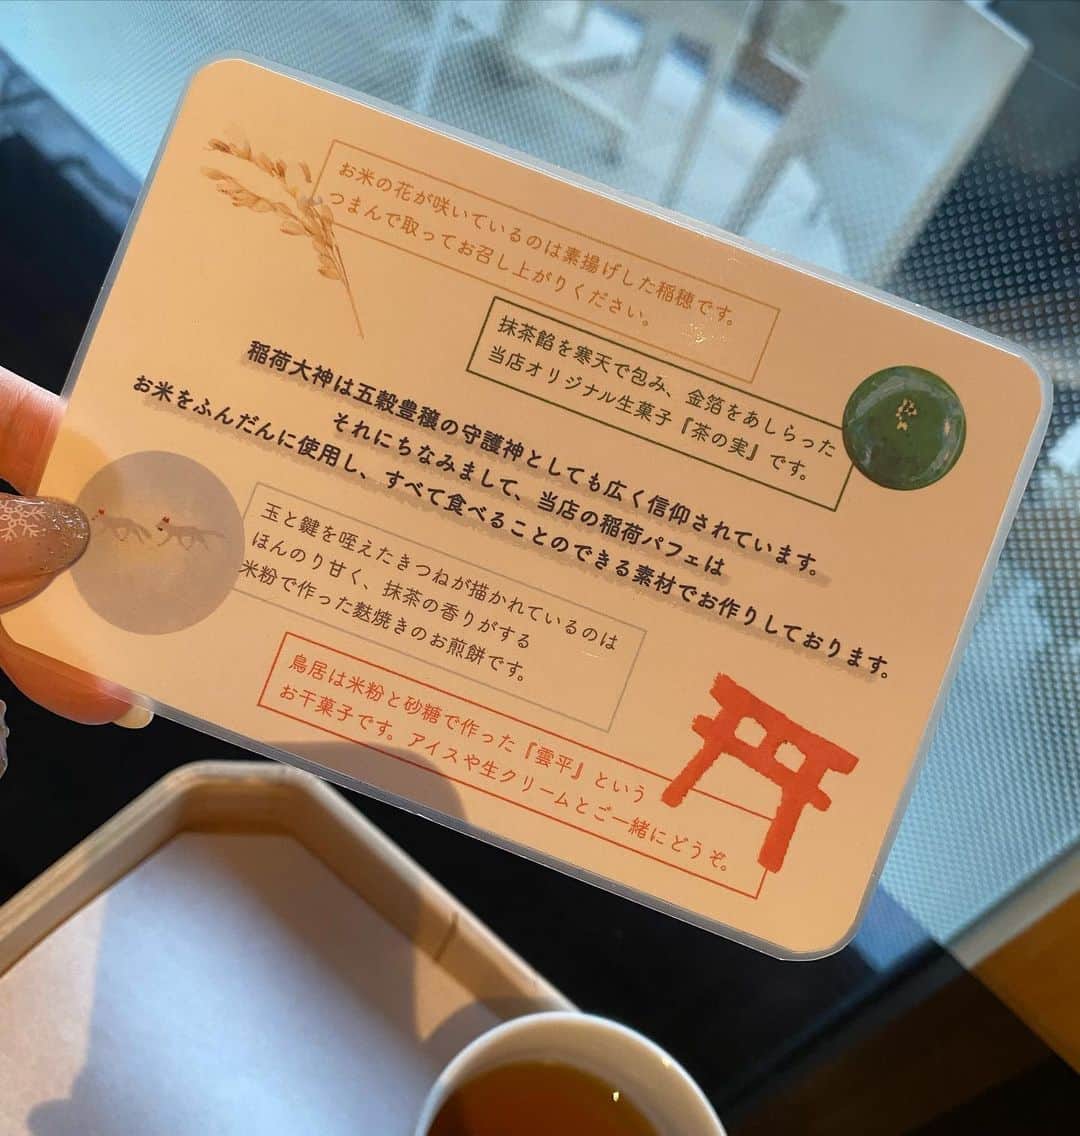 お米の花が咲いているのは素揚げした稲穂です。
つまんで取ってお召し上がりください。
抹茶餡を寒天で包み、金箔をあしらった
当店オリジナル生菓子『茶の実』です。
稲荷大神は五穀豊穣の守護神としても広く信仰されています。
それにちなみまして、当店の稲荷パフェは
お米をふんだんに使用し、すべて食べることのできる素材でお作りしております。
玉と鍵を咥えたきつねが描かれているのは
ほんのり甘く、抹茶の香りがする
米粉で作った麩焼きのお煎餅です。
鳥居は米粉と砂糖で作った『雲平』という
お干菓子です。アイスや生クリームとご一緒にどうぞ。